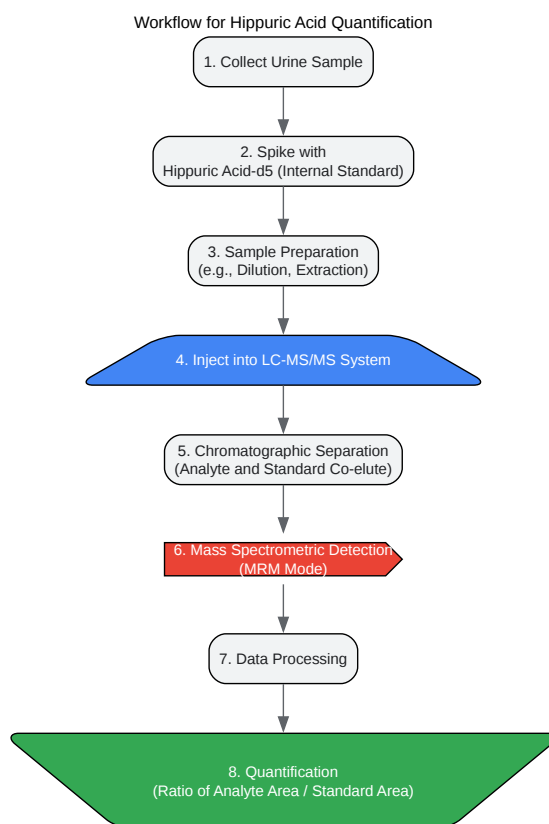 Workflow for Hippuric Acid Quantification
1. Collect Urine Sample
2. Spike with
Hippuric Acid-d5 (Internal Standard)
3. Sample Preparation
(e.g., Dilution, Extraction)
4. Inject into LC-MS/MS System
5. Chromatographic Separation
(Analyte and Standard Co-elute)
6. Mass Spectrometric Detection
(MRM Mode)
7. Data Processing
8. Quantification
(Ratio of Analyte Area / Standard Area)